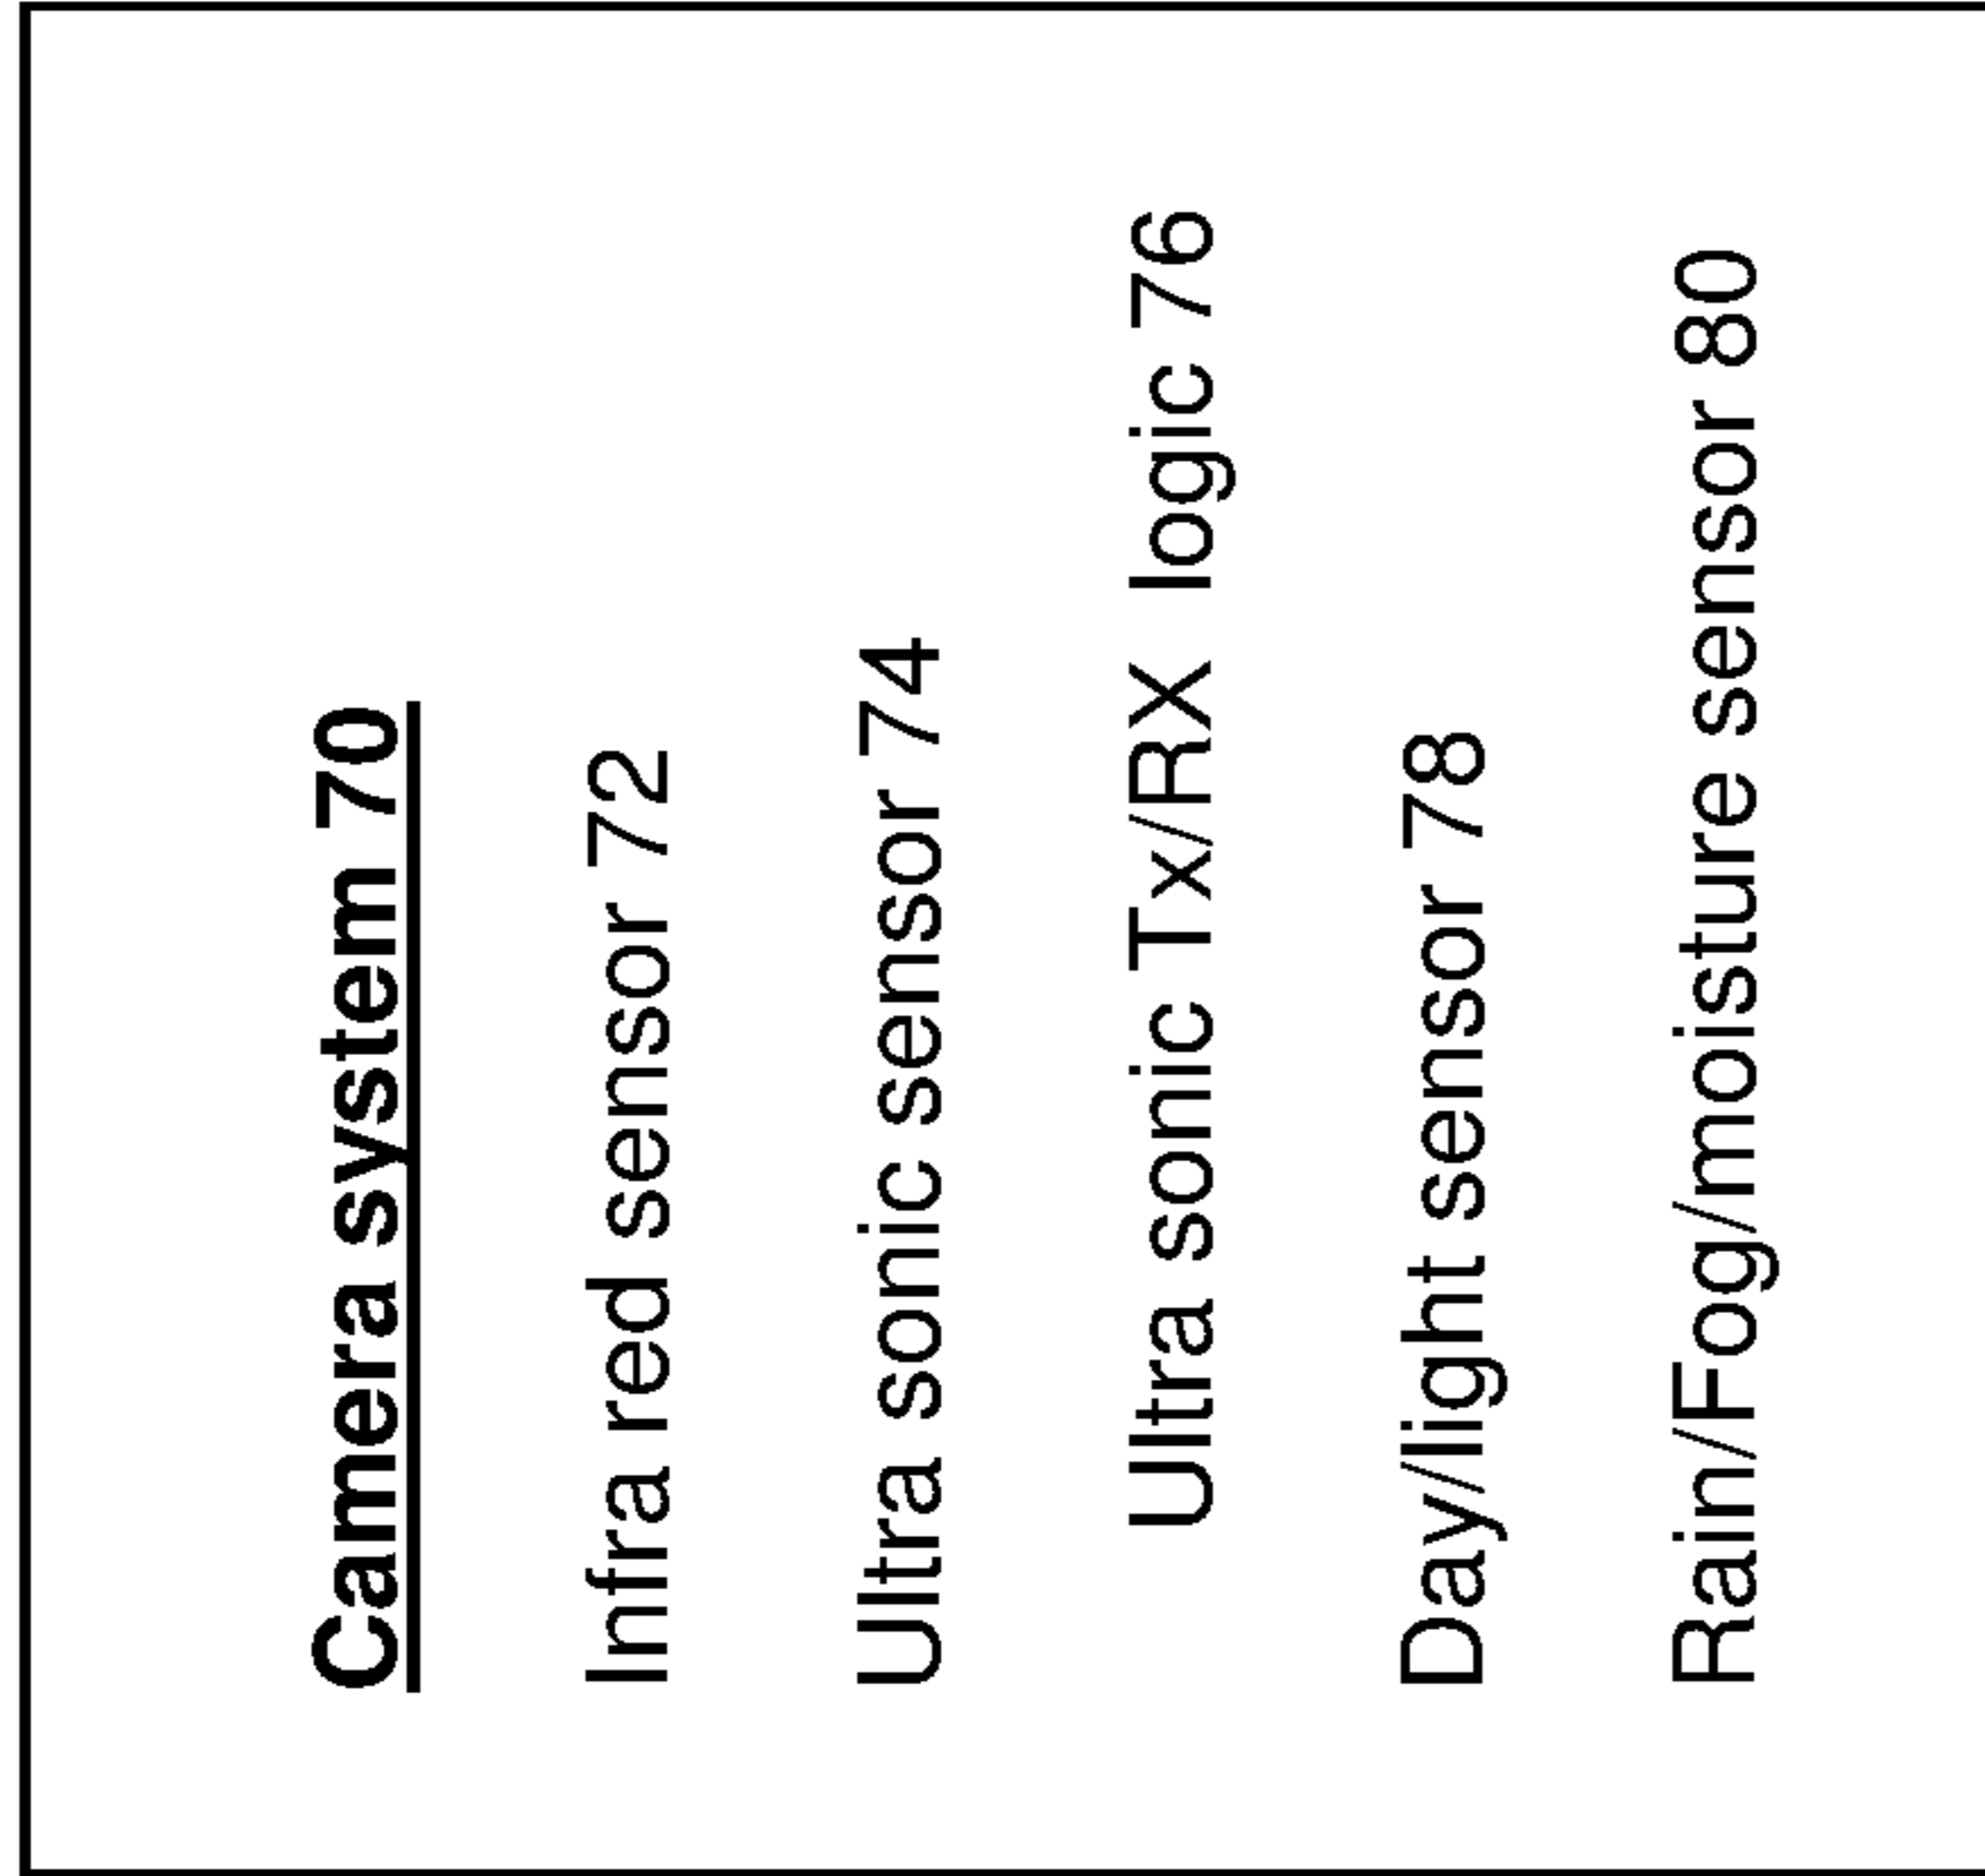 Camera system 70
Infra red sensor 72
Ultra sonic sensor 74
Ultra sonic Tx/RX logic 76
Day/light sensor 78
Rain/Fog/moisture sensor 80